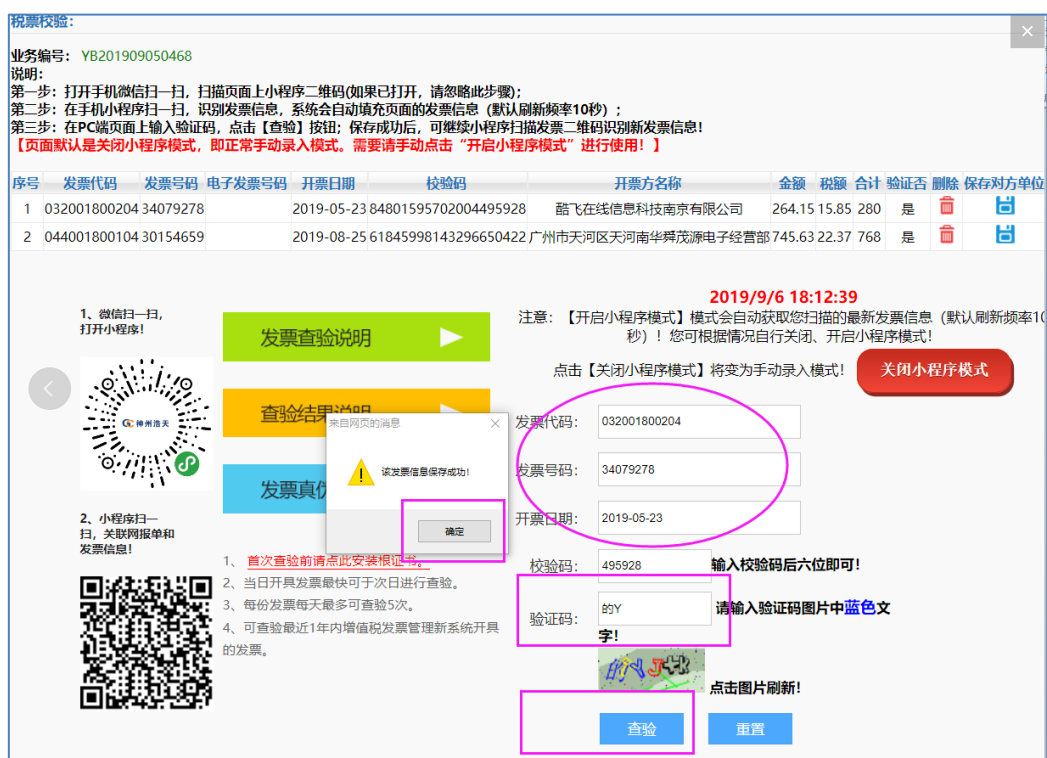 税票校验：
业务编号： YB201909050468
说明：
第一步：打开手机微信扫一扫，扫描页面上小程序二维码(如果已打开，请忽略此步骤)；
第二步：在手机小程序扫一扫，识别发票信息，系统会自动填充页面的发票信息（默认刷新频率10秒）；
第三步：在PC端页面上输入验证码，点击【查验】按钮；保存成功后，可继续小程序扫描发票二维码识别新发票信息！
【页面默认是关闭小程序模式，即正常手动录入模式。需要请手动点击“开启小程序模式”进行使用！】
序号 发票代码 发票号码 电子发票号码 开票日期 校验码 开票方名称 金额 税额 合计 验证否 删除 保存对方单位
1 032001800204 34079278 2019-05-23 84801595702004495928 酷飞在线信息科技南京有限公司 264.15 15.85 280 是
2 044001800104 30154659 2019-08-25 61845998143296650422 广州市天河区天河南华舜茂源电子经营部 745.63 22.37 768 是
2019/9/6 18:12:39
注意：【开启小程序模式】模式会自动获取您扫描的最新发票信息（默认刷新频率10
秒）！您可根据情况自行关闭、开启小程序模式！
点击【关闭小程序模式】将变为手动录入模式！ 关闭小程序模式
1、微信扫一扫，
打开小程序！
神州浩天
2、小程序扫一
扫，关联网报单和
发票信息！
发票查验说明
查验结果说明
发票真伪
来自网页的消息
该发票信息保存成功!
确定
1、 首次查验前请点此安装根证书。
2、当日开具发票最快可于次日进行查验。
3、每份发票每天最多可查验5次。
4、可查验最近1年内增值税发票管理新系统开具
的发票。
发票代码： 032001800204
发票号码： 34079278
开票日期： 2019-05-23
校验码： 495928 输入校验码后六位即可！
验证码： 的Y 请输入验证码图片中蓝色文
字！
点击图片刷新！
查验 重置